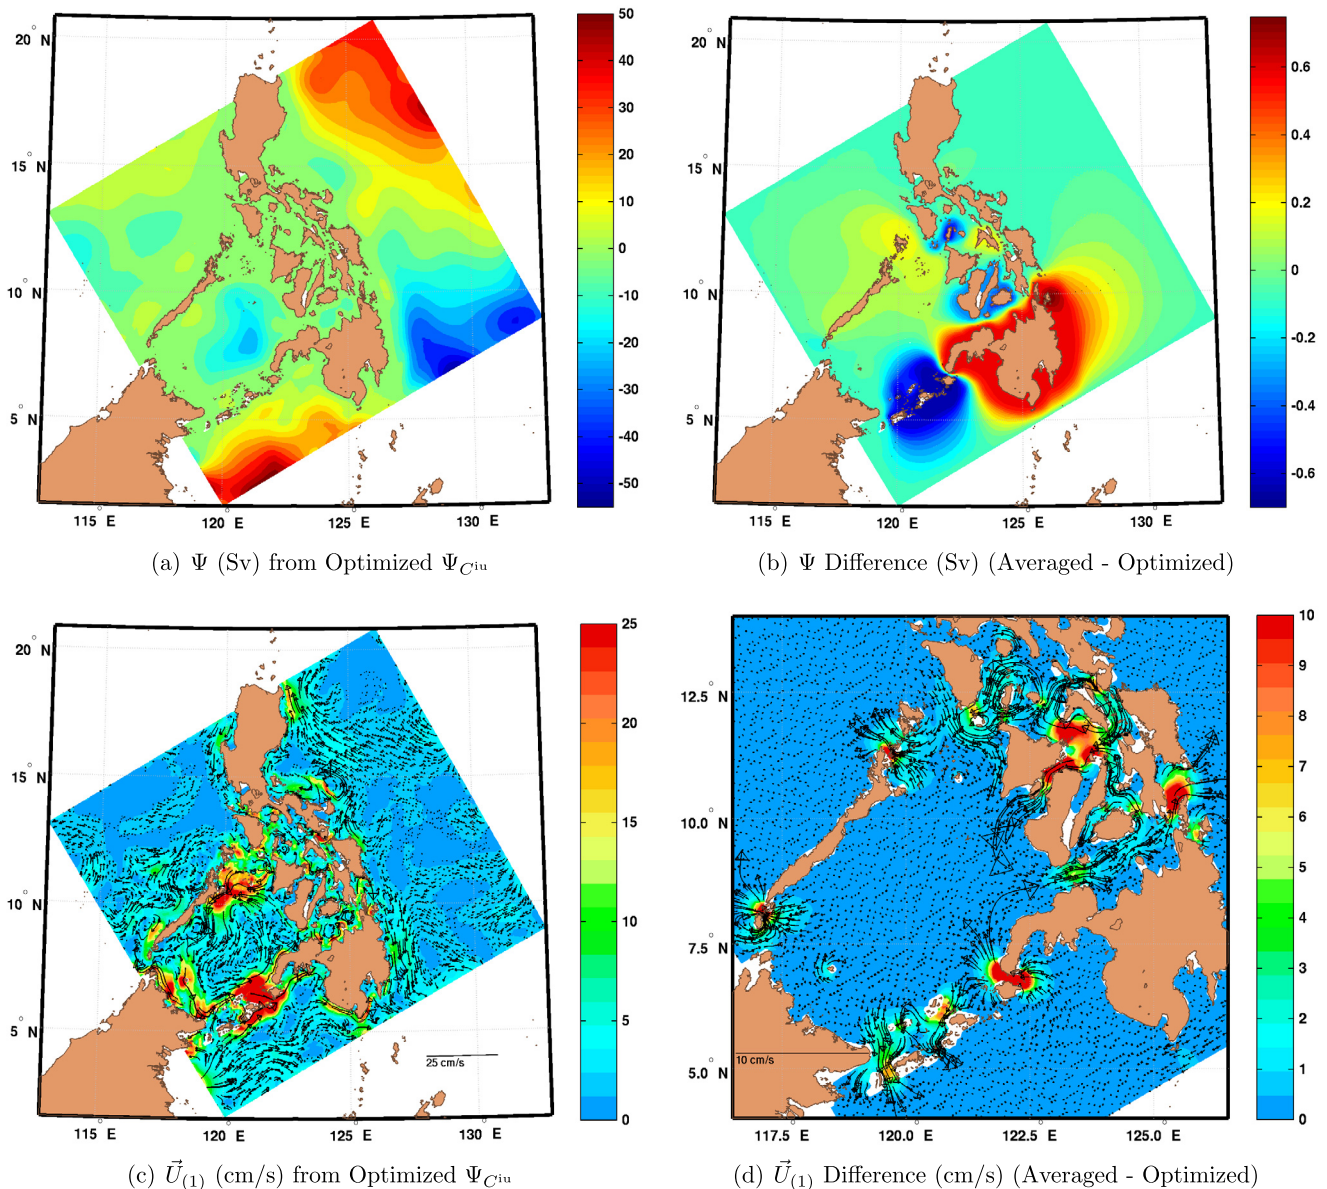 20° N
15° N
10° N
5° N
115° E
120° E
125° E
130° E
50
40
30
20
10
0
-10
-20
-30
-40
-50
(a) Ψ (Sv) from Optimized Ψ_{C^{iu}}
20° N
15° N
10° N
5° N
115° E
120° E
125° E
130° E
0.6
0.4
0.2
0
-0.2
-0.4
-0.6
(b) Ψ Difference (Sv) (Averaged - Optimized)
20° N
15° N
10° N
5° N
115° E
120° E
125° E
130° E
25 cm/s
25
20
15
10
5
0
(c) \vec{U}_{(1)} (cm/s) from Optimized Ψ_{C^{iu}}
12.5° N
10.0° N
7.5° N
5.0° N
117.5° E
120.0° E
122.5° E
125.0° E
10 cm/s
10
9
8
7
6
5
4
3
2
1
0
(d) \vec{U}_{(1)} Difference (cm/s) (Averaged - Optimized)